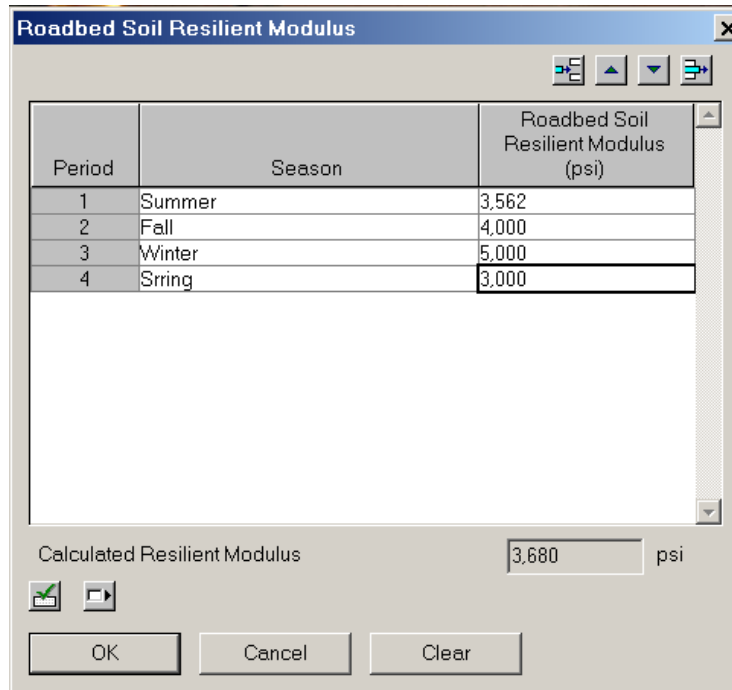 Roadbed Soil Resilient Modulus
Period Season Roadbed Soil
Resilient Modulus
(psi)
1 Summer 3,562
2 Fall 4,000
3 Winter 5,000
4 Srring 3,000
Calculated Resilient Modulus 3,680 psi
OK Cancel Clear